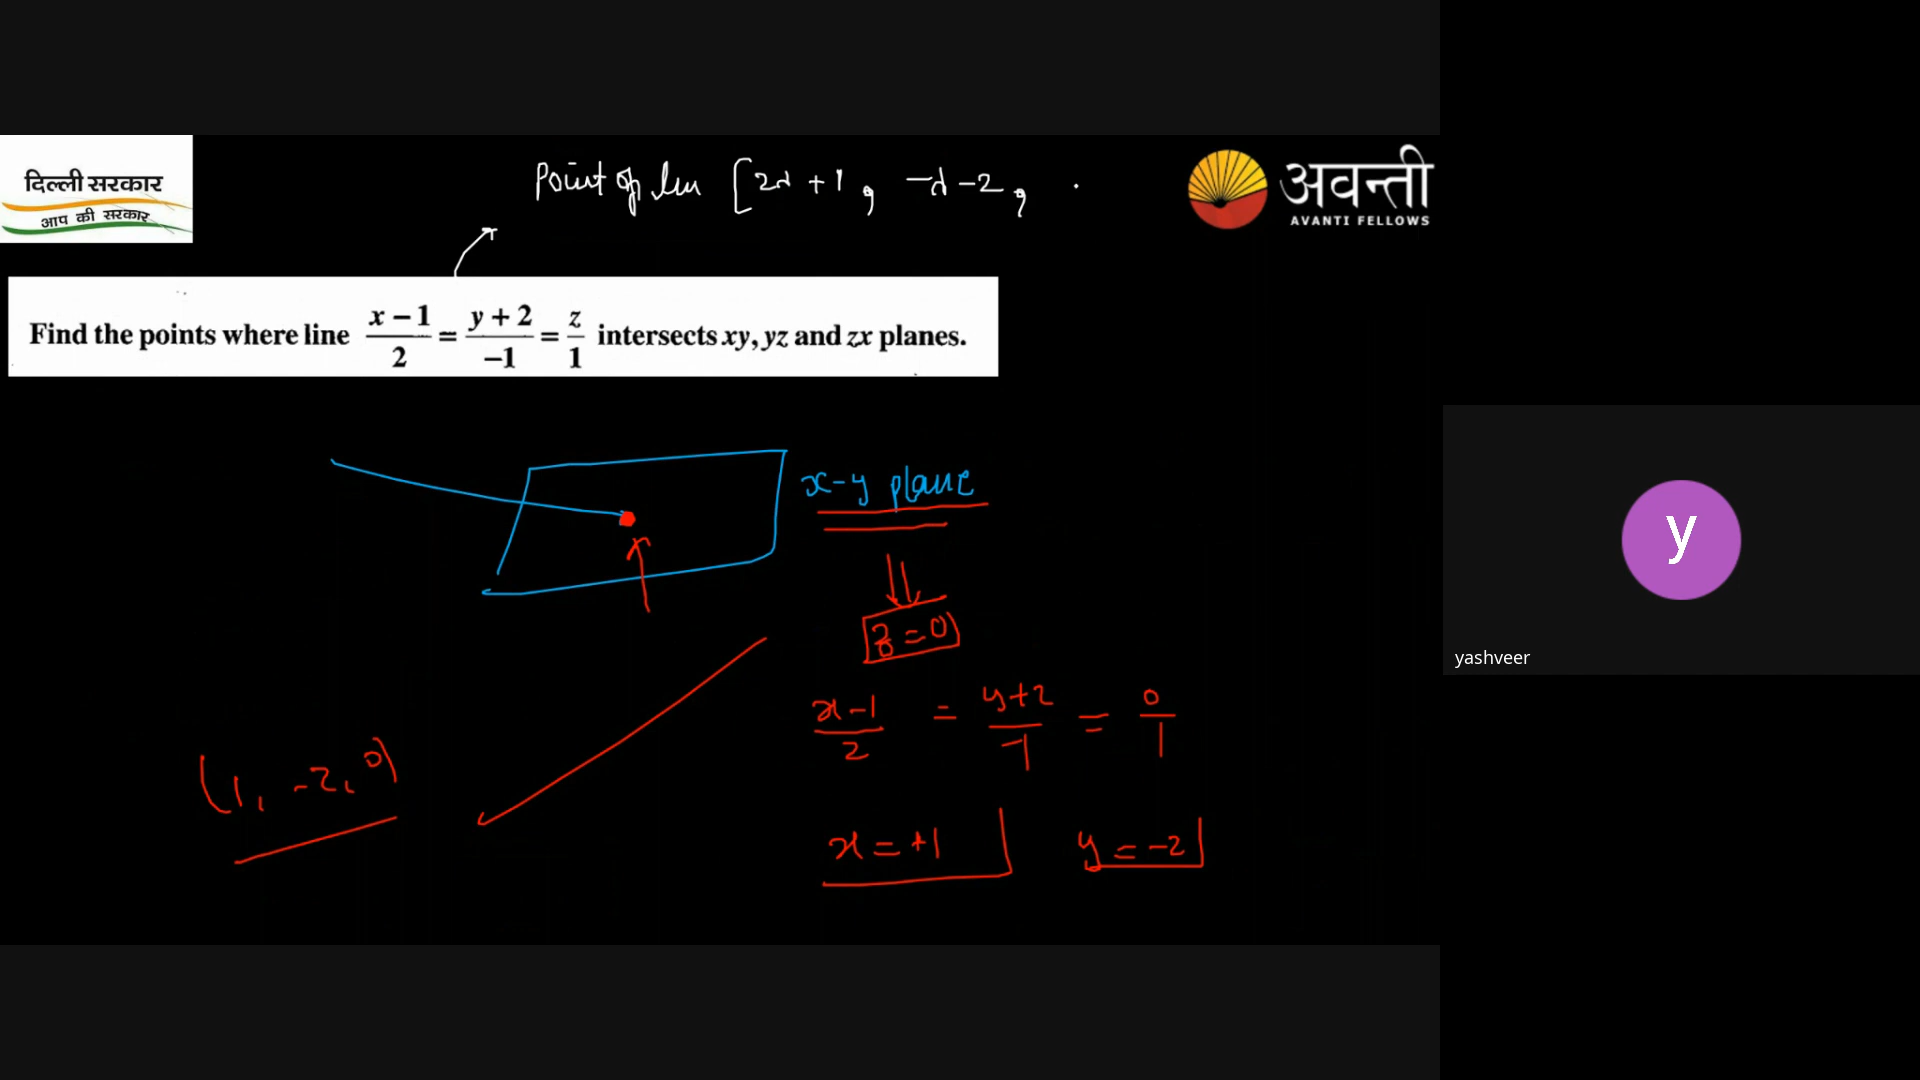 दिल्ली सरकार
आप की सरकार
Point of lin [2λ + 1, -λ - 2, .
अवन्ती
AVANTI FELLOWS
Find the points where line (x – 1)/2 = (y + 2)/–1 = z/1 intersects xy, yz and zx planes.
x-y plane
z = 0
(x-1)/2 = (y+2)/-1 = 0/1
(1, -2, 0)
x = +1
y = -2
y
yashveer